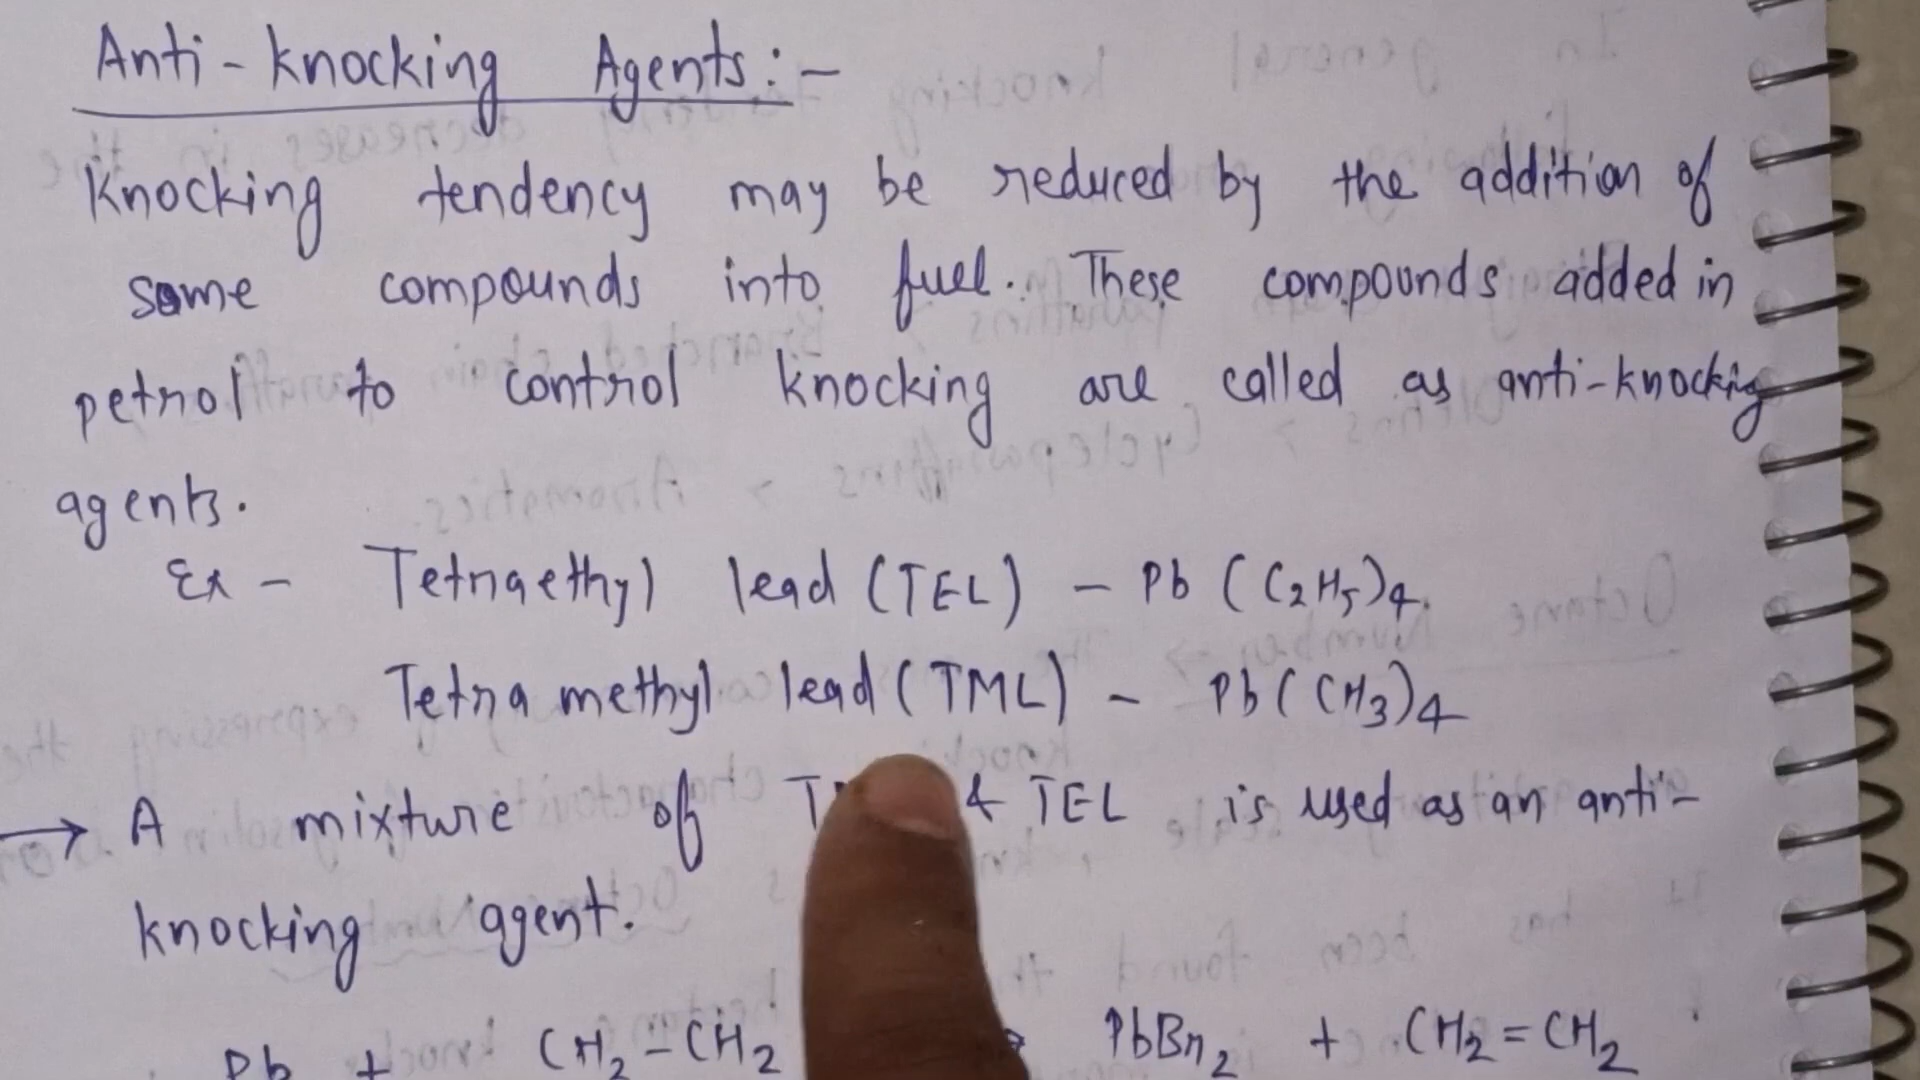 Anti-knocking Agents:-
Knocking tendency may be reduced by the addition of
some compounds into fuel. These compounds added in
petrol to control knocking are called as anti-knocking
agents.
Ex - Tetraethyl lead (TEL) - Pb (C2H5)4.
Tetra methyl lead (TML) - Pb(CH3)4
→ A mixture of & TEL is used as an anti-
knocking agent.
Pb + CH2-CH2 PbBr2 + CH2=CH2